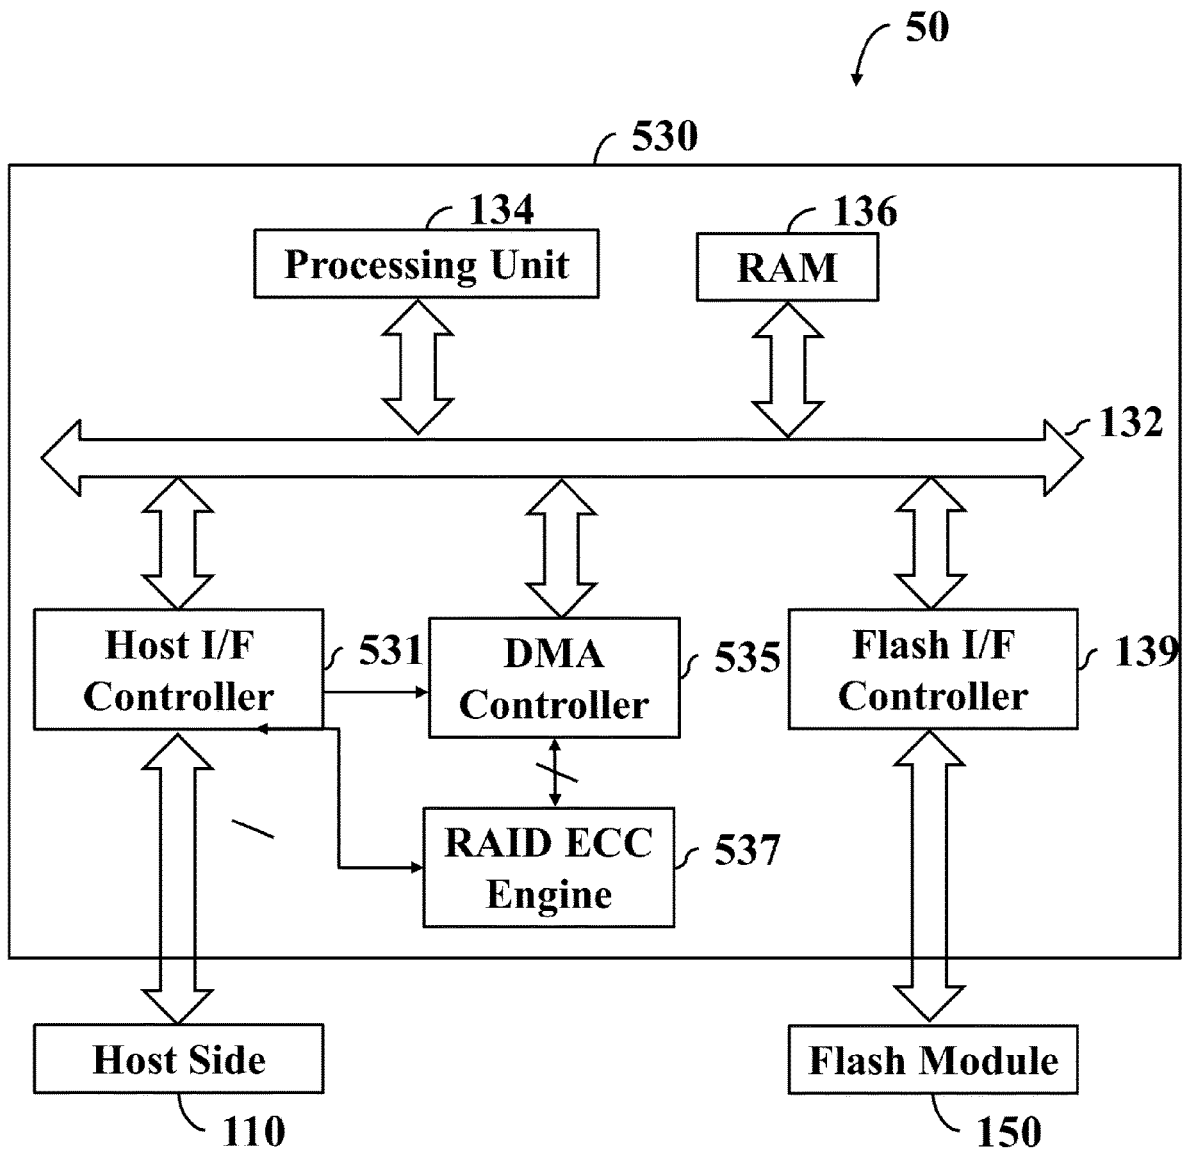 50
530
134
136
Processing Unit
RAM
132
Host I/F
Controller
531
DMA
Controller
535
Flash I/F
Controller
139
RAID ECC
Engine
537
Host Side
Flash Module
110
150